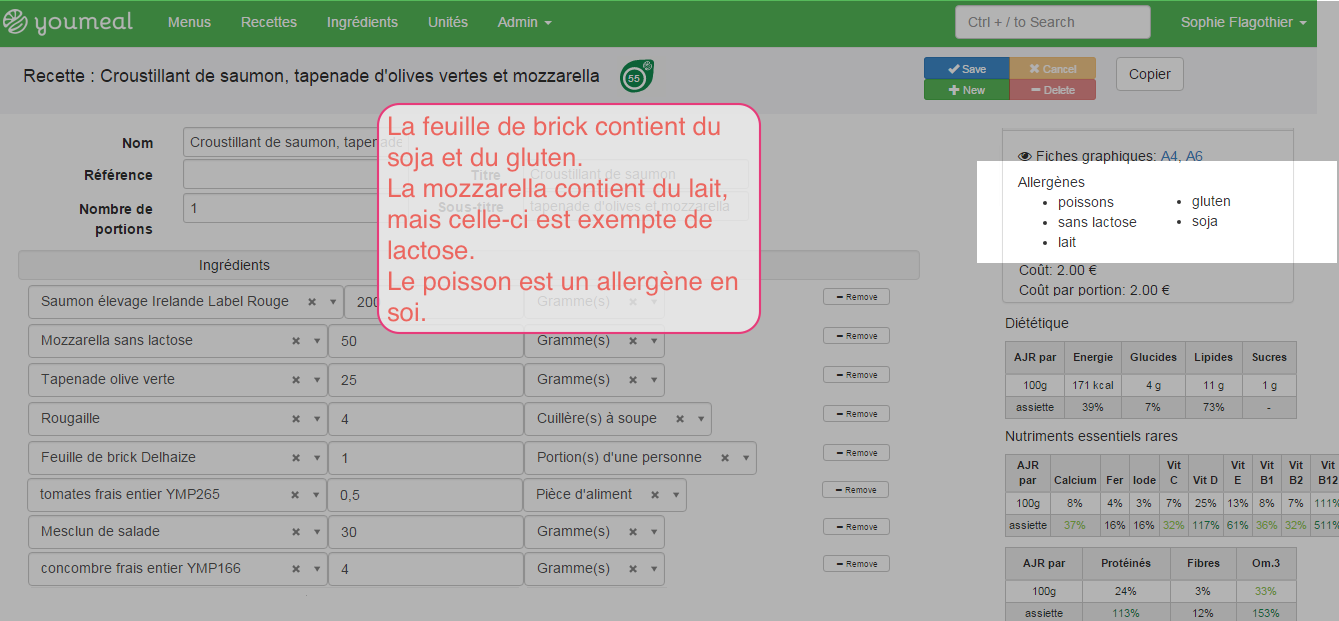 youmeal Menus Recettes Ingrédients Unités Admin Ctrl + / to Search Sophie Flagothier
Recette : Croustillant de saumon, tapenade d'olives vertes et mozzarella 55 Save Cancel Copier
New Delete
La feuille de brick contient du
soja et du gluten.
La mozzarella contient du lait,
mais celle-ci est exempte de
lactose.
Le poisson est un allergène en
soi.
Nom Croustillant de saumon, tapenade
Référence Titre Croustillant de saumon
Nombre de portions 1 Sous-titre tapenade d'olives et mozzarella
Fiches graphiques: A4, A6
Allergènes
poissons
sans lactose
lait
gluten
soja
Coût: 2.00 €
Coût par portion: 2.00 €
Ingrédients
Saumon élevage Irelande Label Rouge 200 Gramme(s) Remove
Mozzarella sans lactose 50 Gramme(s) Remove
Tapenade olive verte 25 Gramme(s) Remove
Rougaille 4 Cuillère(s) à soupe Remove
Feuille de brick Delhaize 1 Portion(s) d'une personne Remove
tomates frais entier YMP265 0,5 Pièce d'aliment Remove
Mesclun de salade 30 Gramme(s) Remove
concombre frais entier YMP166 4 Gramme(s) Remove
Diététique
AJR par Energie Glucides Lipides Sucres
100g 171 kcal 4 g 11 g 1 g
assiette 39% 7% 73% -
Nutriments essentiels rares
AJR par Calcium Fer Iode Vit C Vit D Vit E Vit B1 Vit B2 Vit B12
100g 8% 4% 3% 7% 25% 13% 8% 7% 111%
assiette 37% 16% 16% 32% 117% 61% 36% 32% 511%
AJR par Protéinés Fibres Om.3
100g 24% 3% 33%
assiette 113% 12% 153%